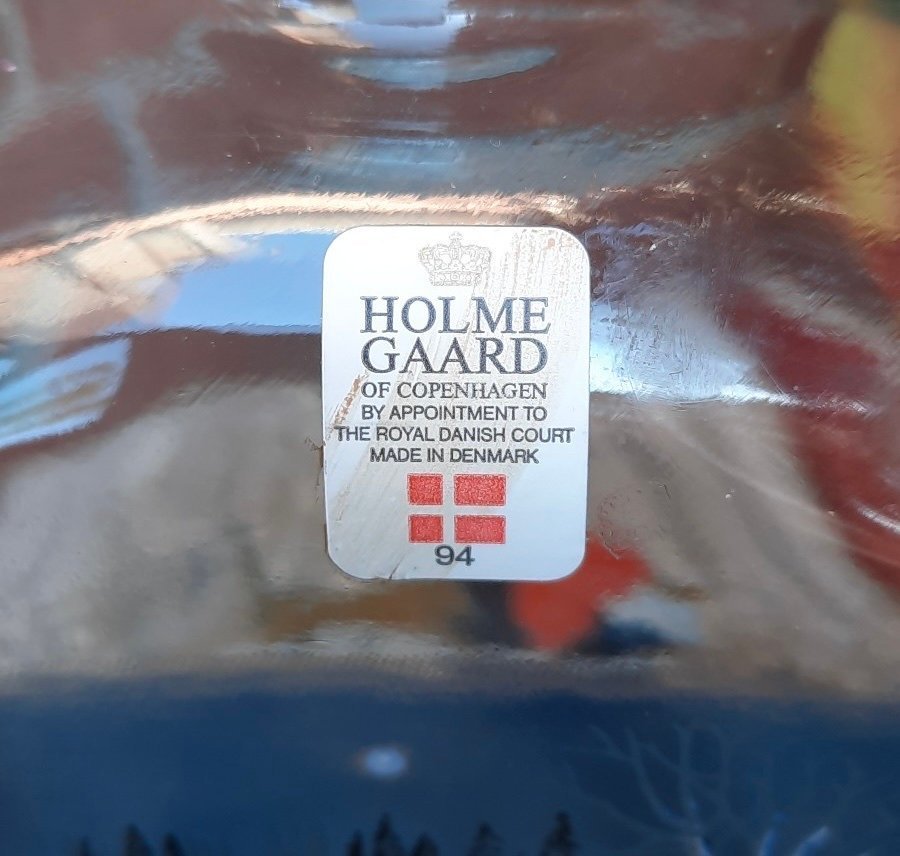 HOLME
GAARD
OF COPENHAGEN
BY APPOINTMENT TO
THE ROYAL DANISH COURT
MADE IN DENMARK
94